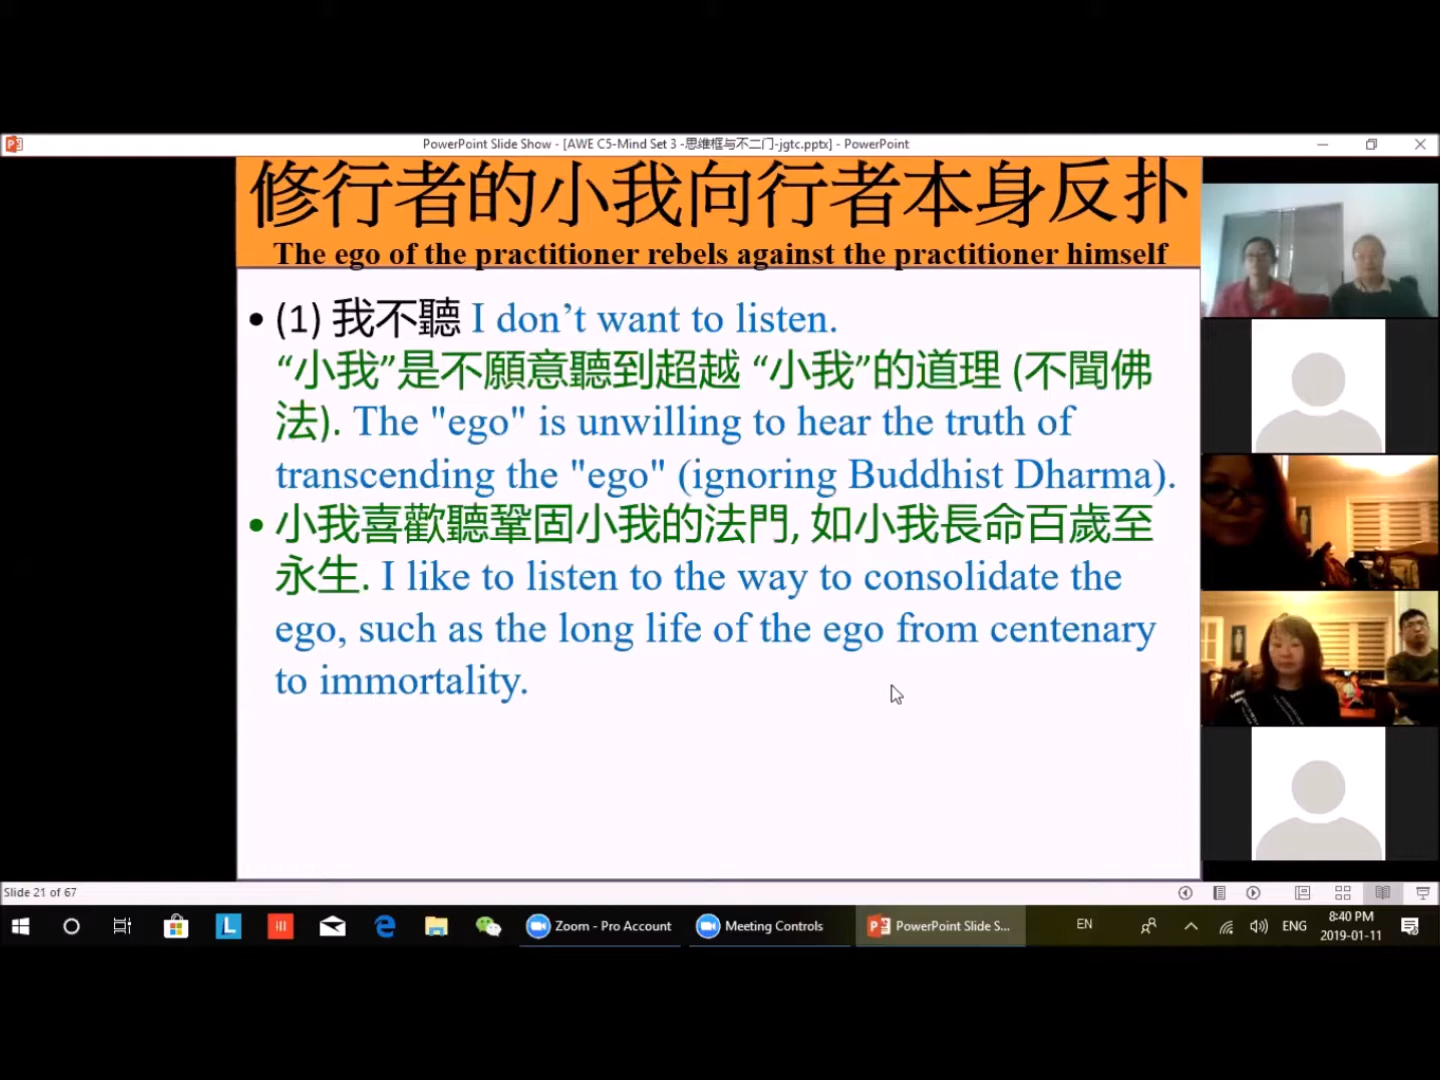 PowerPoint Slide Show - [AWE C5-Mind Set 3 -思维框与不二门-jgtc.pptx] - PowerPoint
修行者的小我向行者本身反扑
The ego of the practitioner rebels against the practitioner himself
• (1) 我不聽 I don’t want to listen.
“小我”是不願意聽到超越 “小我”的道理 (不聞佛
法). The "ego" is unwilling to hear the truth of
transcending the "ego" (ignoring Buddhist Dharma).
• 小我喜歡聽鞏固小我的法門, 如小我長命百歲至
永生. I like to listen to the way to consolidate the
ego, such as the long life of the ego from centenary
to immortality.
Slide 21 of 67
Zoom - Pro Account
Meeting Controls
PowerPoint Slide S...
EN
ENG
8:40 PM
2019-01-11